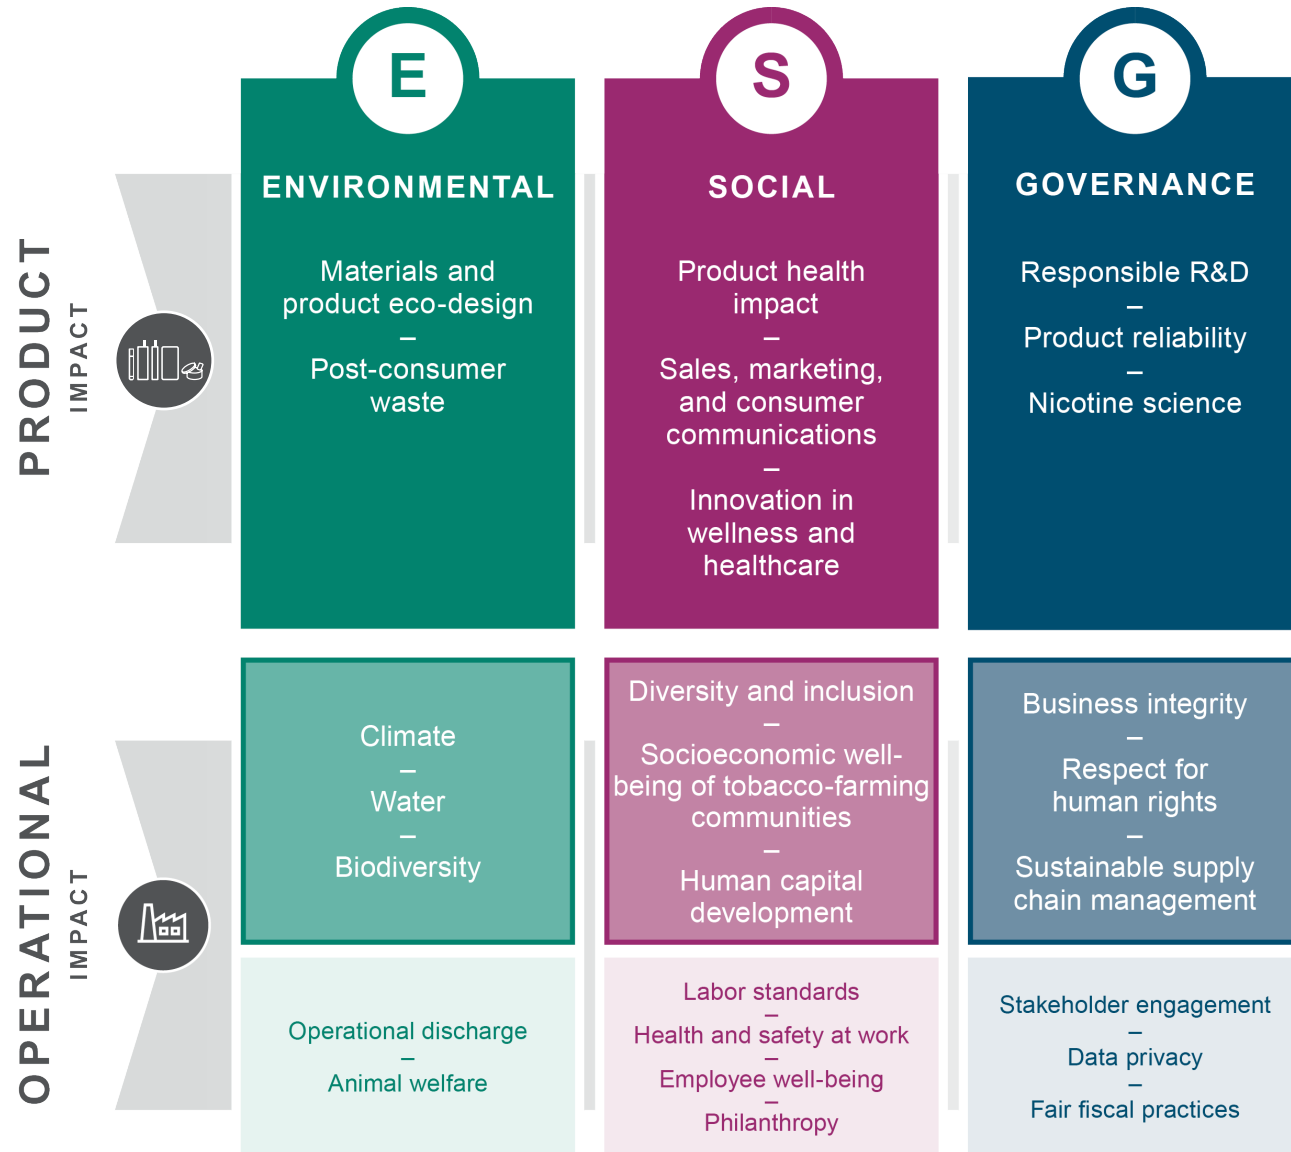 E
S
G
ENVIRONMENTAL
SOCIAL
GOVERNANCE
PRODUCT
IMPACT
Materials and
product eco-design
–
Post-consumer
waste
Product health
impact
–
Sales, marketing,
and consumer
communications
–
Innovation in
wellness and
healthcare
Responsible R&D
–
Product reliability
–
Nicotine science
OPERATIONAL
IMPACT
Climate
–
Water
–
Biodiversity
Diversity and inclusion
–
Socioeconomic well-
being of tobacco-farming
communities
–
Human capital
development
Business integrity
–
Respect for
human rights
–
Sustainable supply
chain management
Operational discharge
–
Animal welfare
Labor standards
–
Health and safety at work
–
Employee well-being
–
Philanthropy
Stakeholder engagement
–
Data privacy
–
Fair fiscal practices